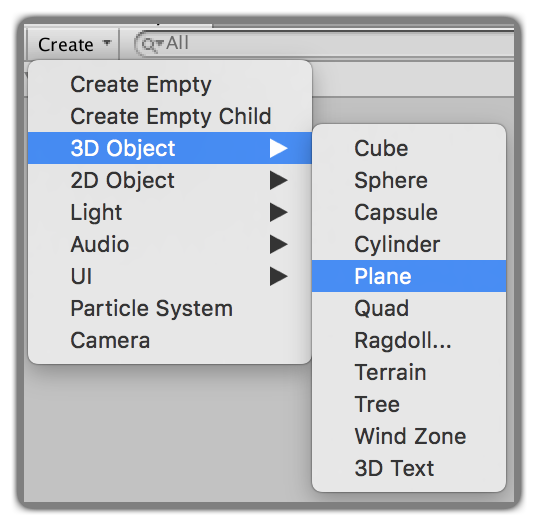 Create
All
Create Empty
Create Empty Child
3D Object
2D Object
Light
Audio
UI
Particle System
Camera
Cube
Sphere
Capsule
Cylinder
Plane
Quad
Ragdoll...
Terrain
Tree
Wind Zone
3D Text